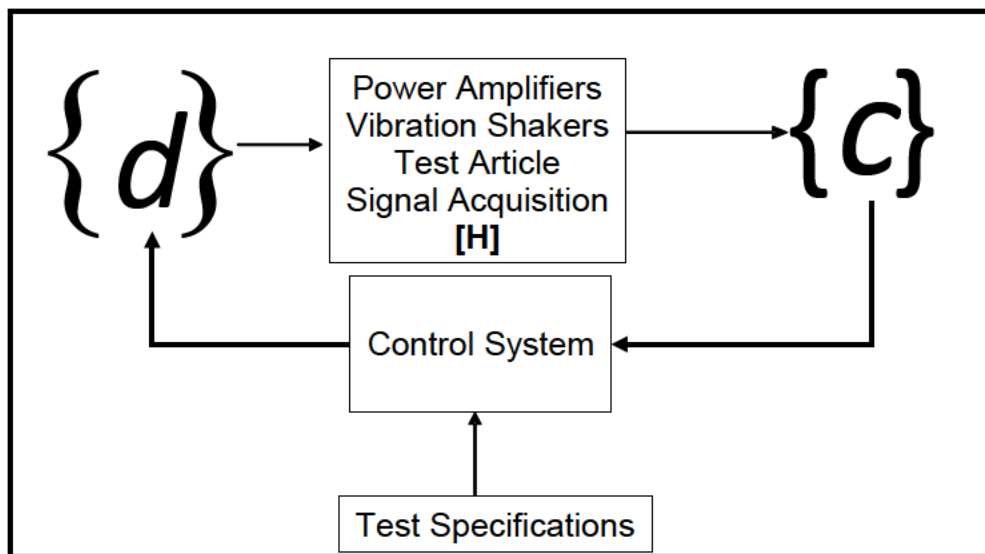 {d}
Power Amplifiers
Vibration Shakers
Test Article
Signal Acquisition
[H]
{c}
Control System
Test Specifications